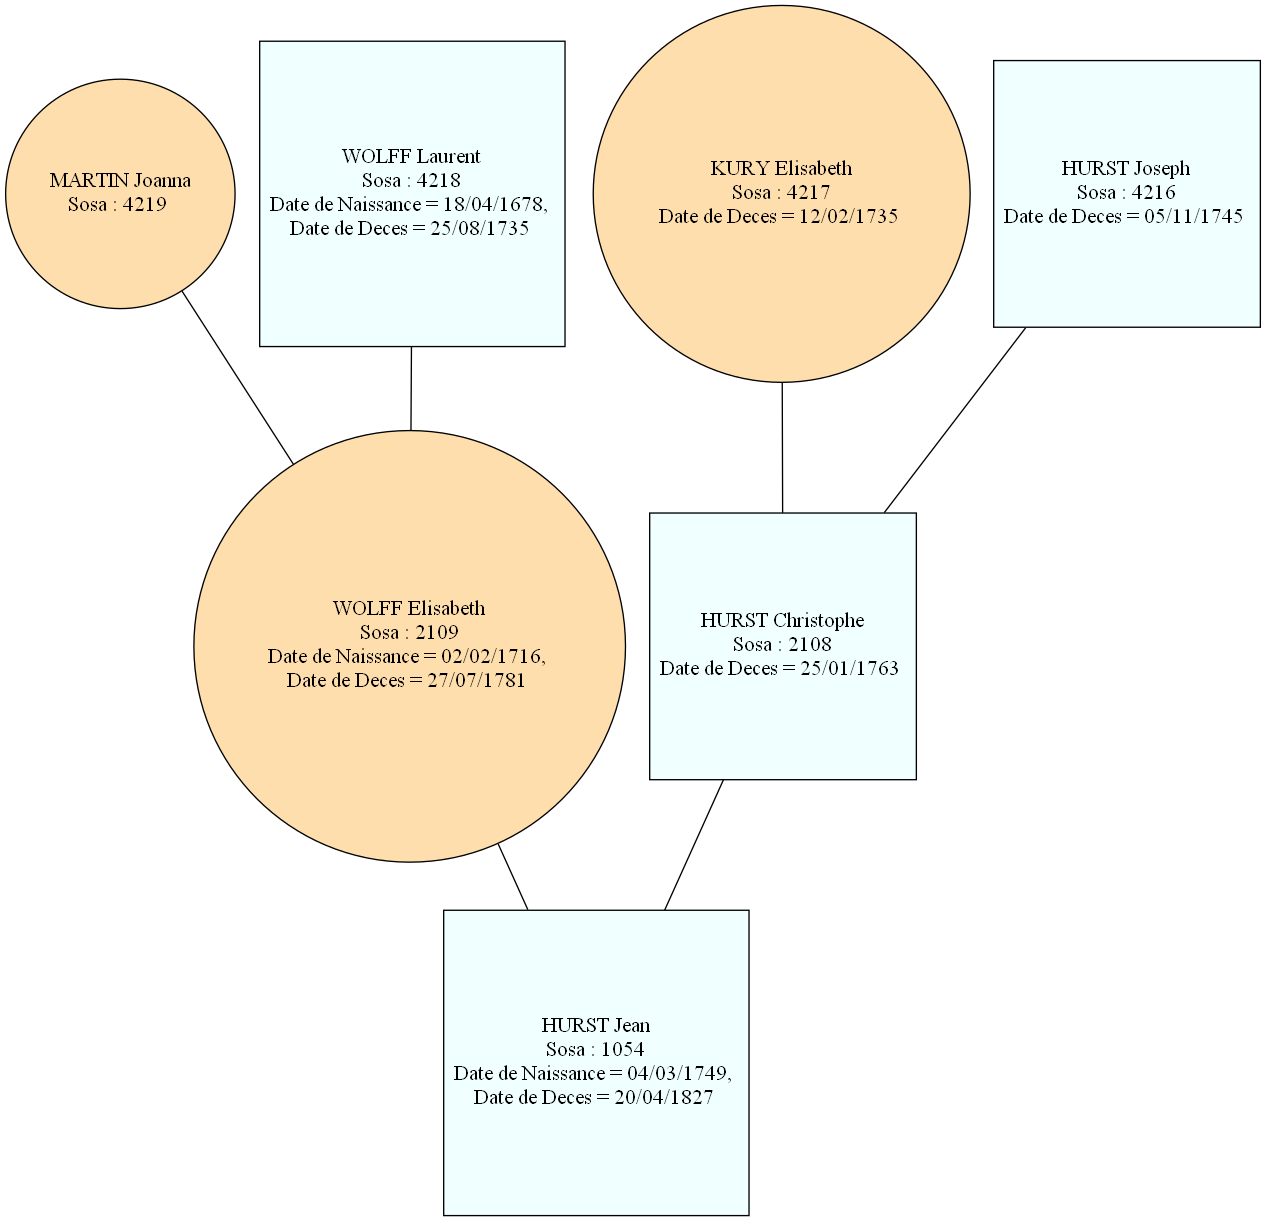 MARTIN Joanna
Sosa : 4219
WOLFF Laurent
Sosa : 4218
Date de Naissance = 18/04/1678,
Date de Deces = 25/08/1735
KURY Elisabeth
Sosa : 4217
Date de Deces = 12/02/1735
HURST Joseph
Sosa : 4216
Date de Deces = 05/11/1745
WOLFF Elisabeth
Sosa : 2109
Date de Naissance = 02/02/1716,
Date de Deces = 27/07/1781
HURST Christophe
Sosa : 2108
Date de Deces = 25/01/1763
HURST Jean
Sosa : 1054
Date de Naissance = 04/03/1749,
Date de Deces = 20/04/1827